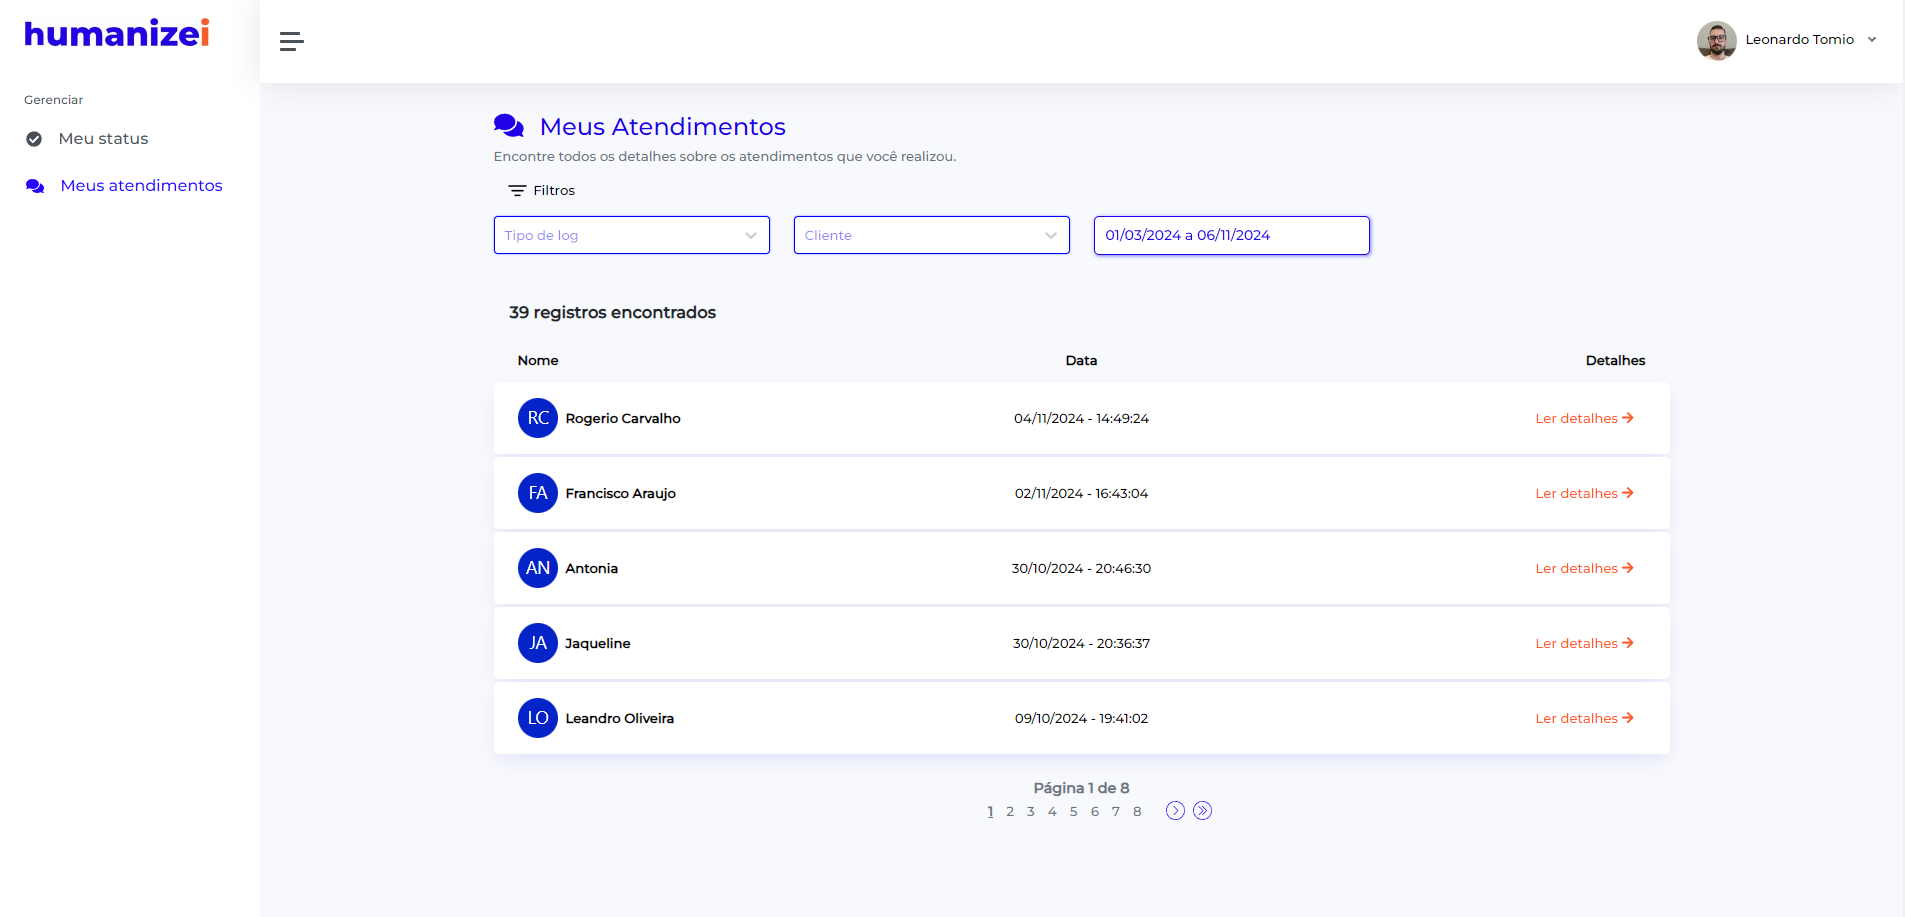 humanizei
Leonardo Tomio
Gerenciar
Meu status
Meus atendimentos
Meus Atendimentos
Encontre todos os detalhes sobre os atendimentos que você realizou.
Filtros
Tipo de log
Cliente
01/03/2024 a 06/11/2024
39 registros encontrados
Nome Data Detalhes
RC Rogerio Carvalho 04/11/2024 - 14:49:24 Ler detalhes
FA Francisco Araujo 02/11/2024 - 16:43:04 Ler detalhes
AN Antonia 30/10/2024 - 20:46:30 Ler detalhes
JA Jaqueline 30/10/2024 - 20:36:37 Ler detalhes
LO Leandro Oliveira 09/10/2024 - 19:41:02 Ler detalhes
Página 1 de 8
1 2 3 4 5 6 7 8